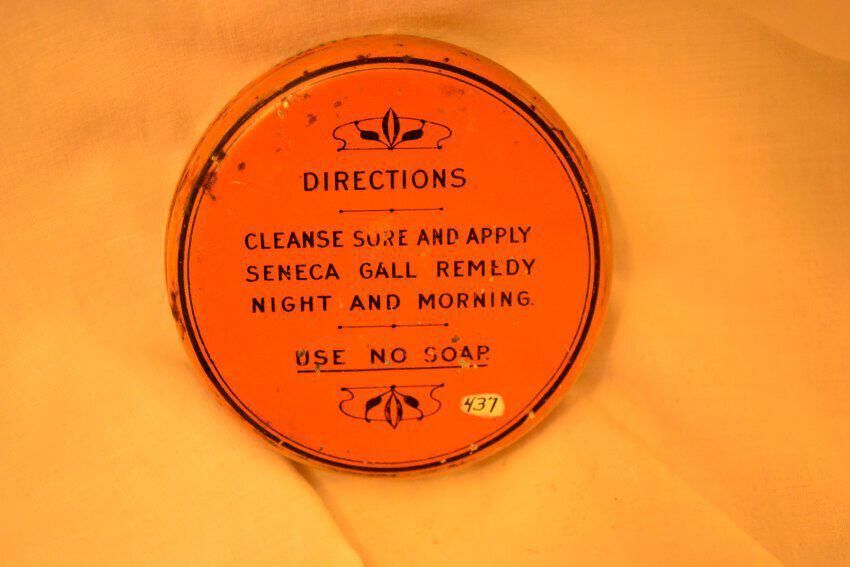 DIRECTIONS
CLEANSE SORE AND APPLY
SENECA GALL REMEDY
NIGHT AND MORNING.
USE NO SOAP
437